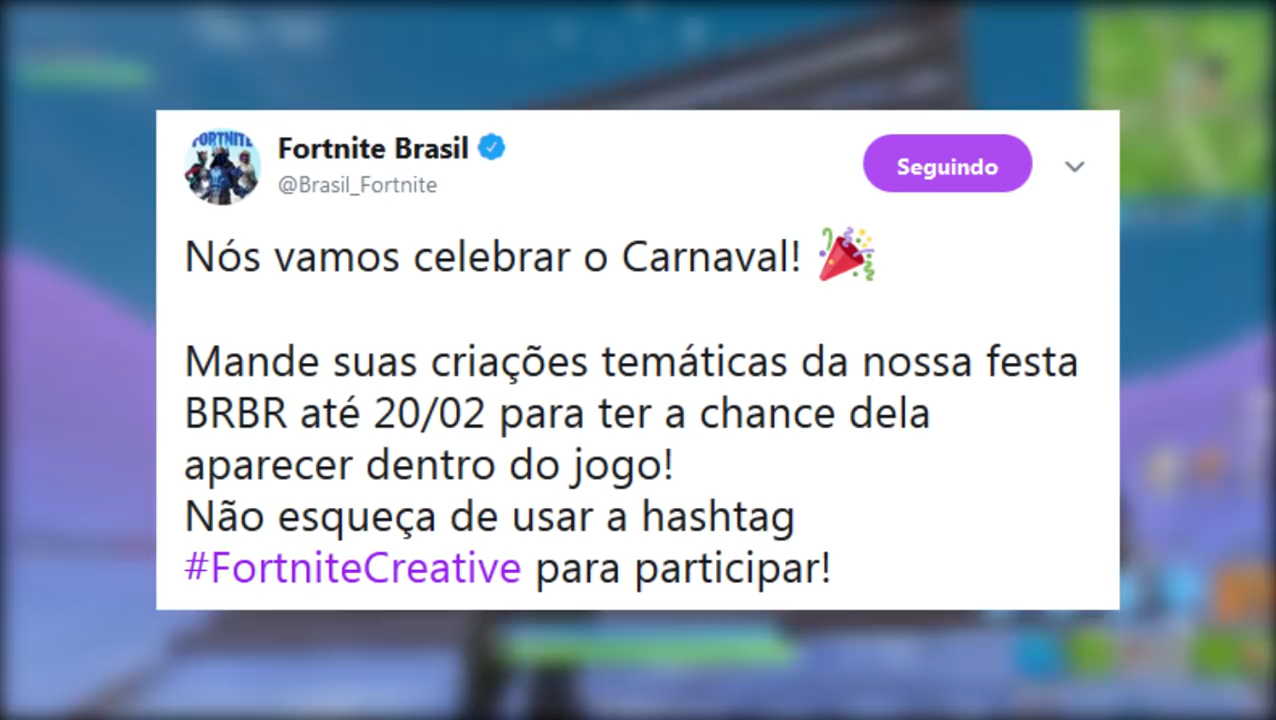 FORTNITE
Fortnite Brasil
@Brasil_Fortnite
Seguindo
Nós vamos celebrar o Carnaval! 🎉
Mande suas criações temáticas da nossa festa
BRBR até 20/02 para ter a chance dela
aparecer dentro do jogo!
Não esqueça de usar a hashtag
#FortniteCreative para participar!